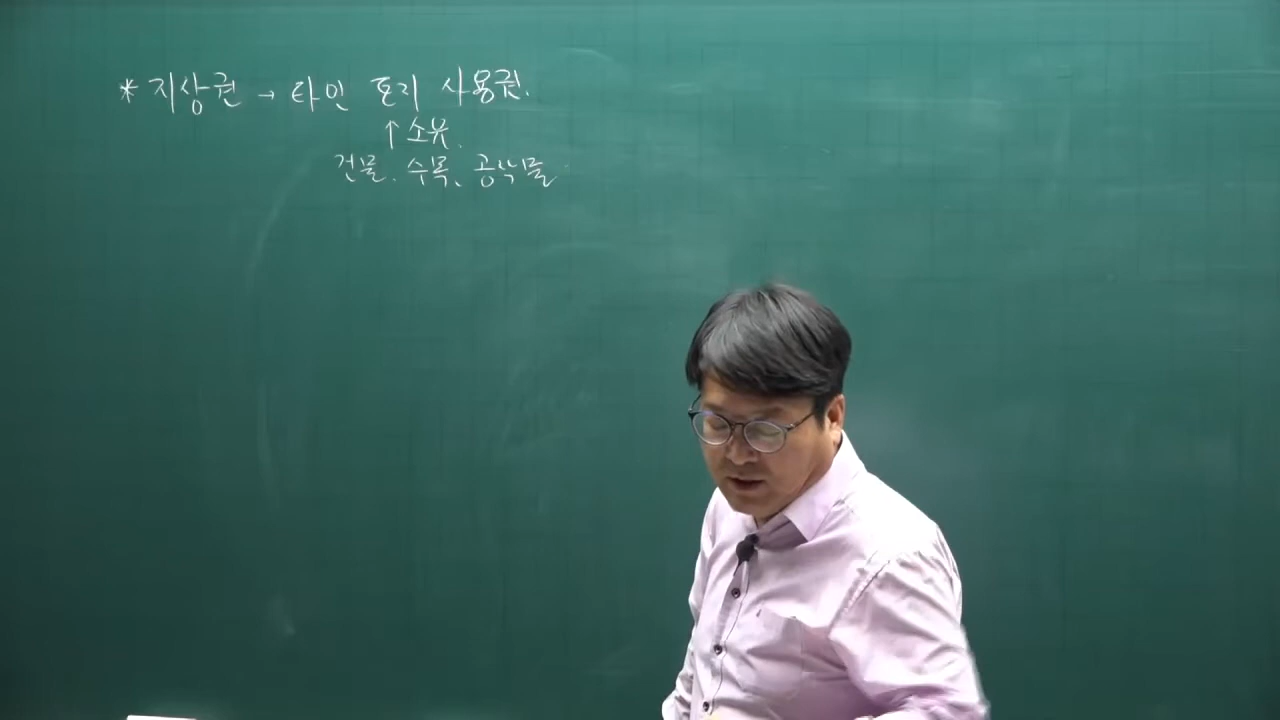 * 지상권 → 타인 토지 사용권.
↑소유.
건물. 수목、공작물